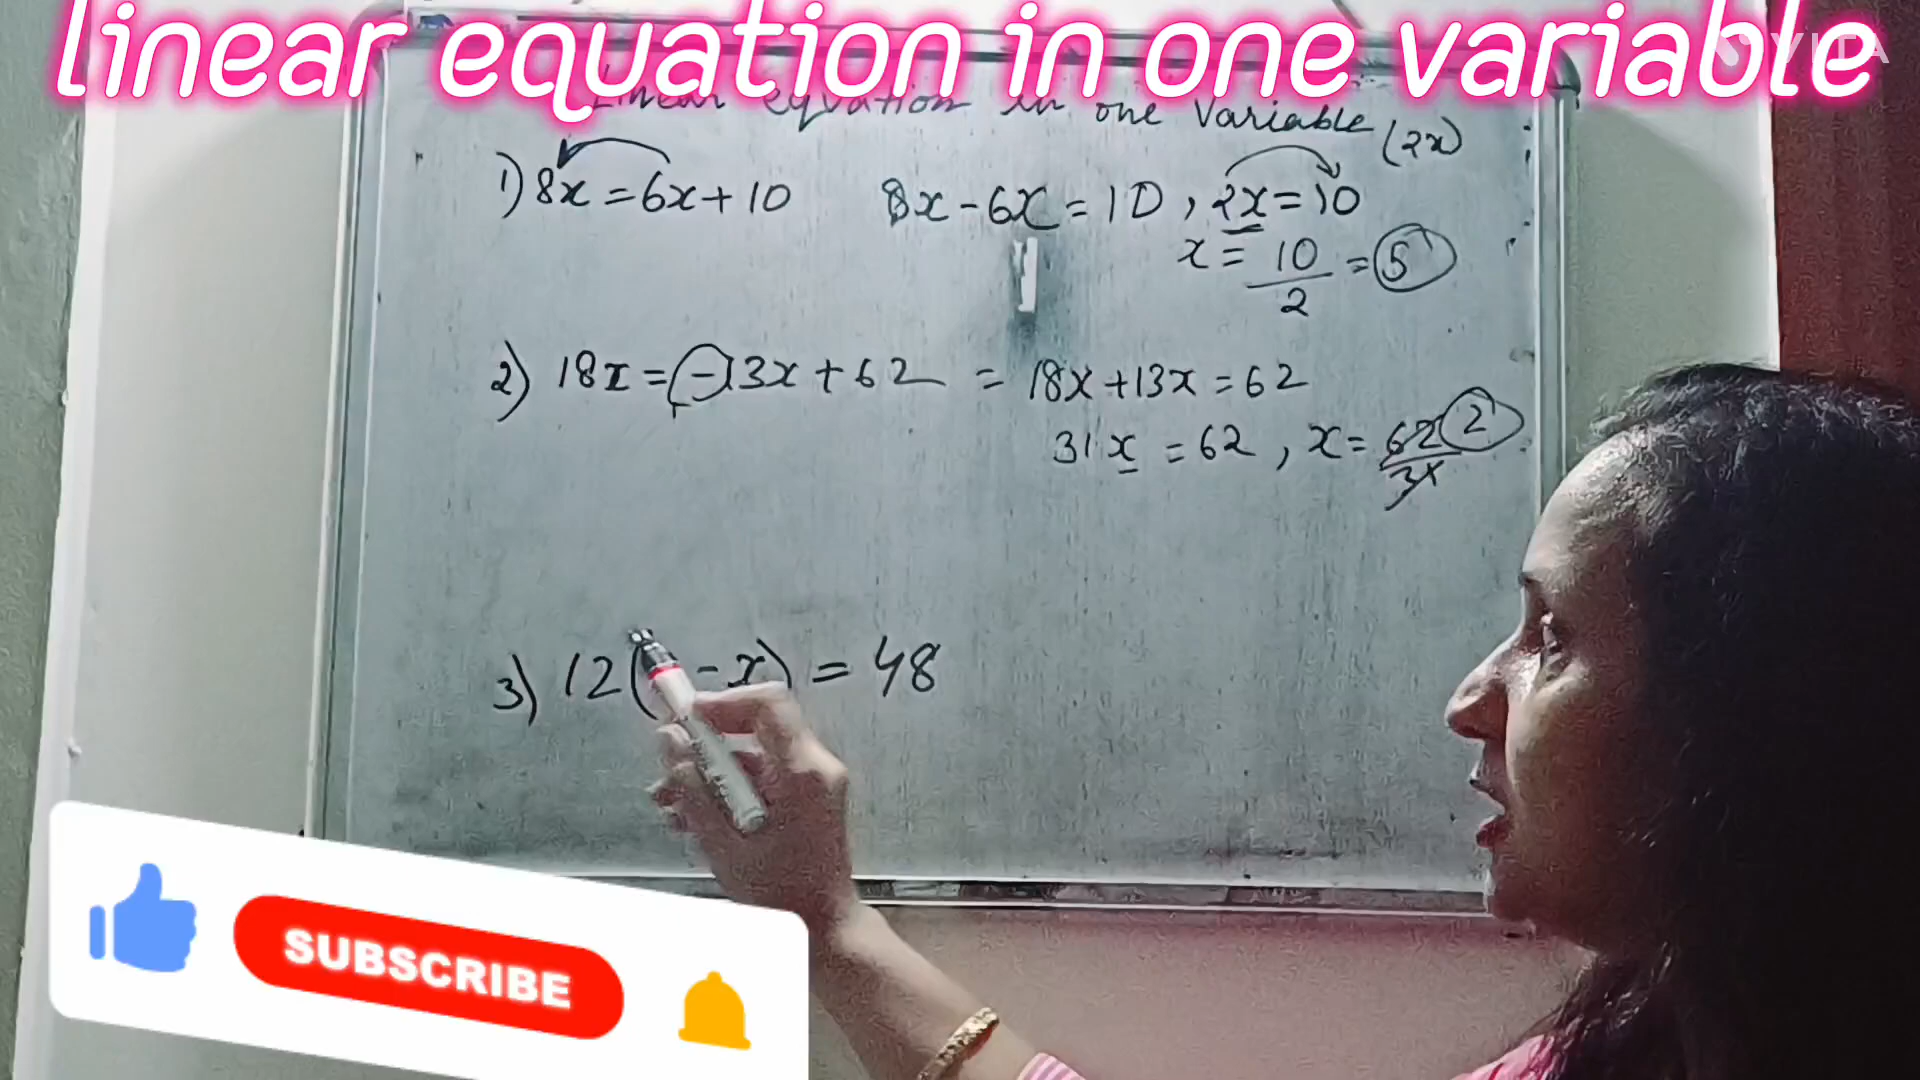 linear equation in one variable
VITA
Linear equation in one Variable (2x)
1) 8x = 6x + 10   8x - 6x = 10 , 2x = 10
x = 10/2 = 5
2) 18x = -13x + 62 = 18x + 13x = 62
31x = 62 , x = 62/31 2
3) 12( - x) = 48
SUBSCRIBE